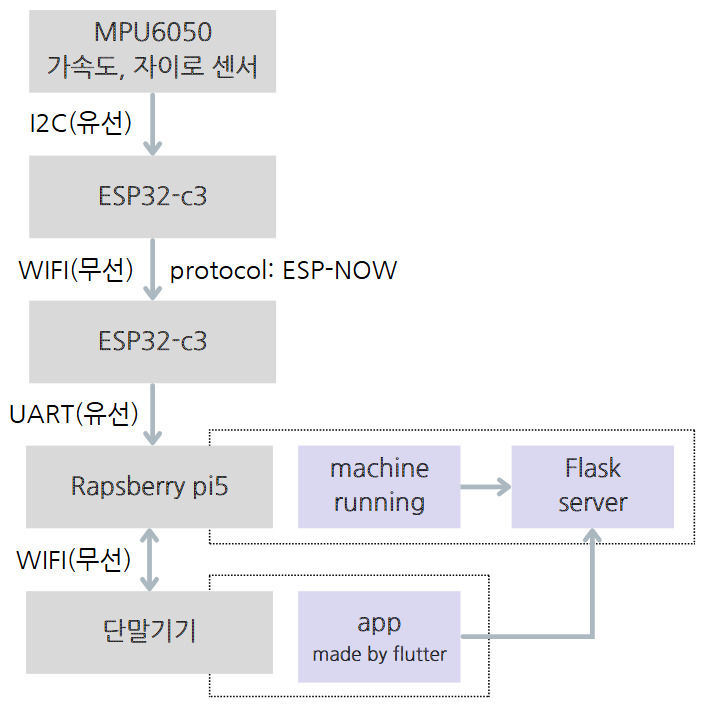 MPU6050
가속도, 자이로 센서
I2C(유선)
ESP32-c3
WIFI(무선)
protocol: ESP-NOW
ESP32-c3
UART(유선)
Rapsberry pi5
machine
running
Flask
server
WIFI(무선)
단말기기
app
made by flutter